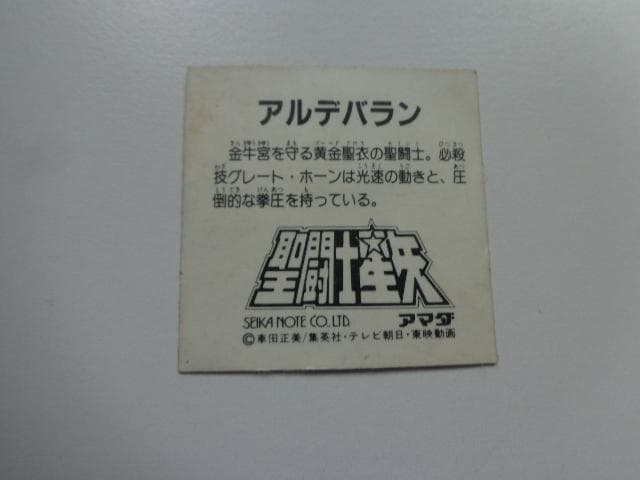 アルデバラン
金牛宮を守る黄金聖衣の聖闘士。必殺
技グレート・ホーンは光速の動きと、圧
倒的な拳圧を持っている。
聖闘士星矢
SEIKA NOTE CO., LTD. アマダ
©車田正美/集英社・テレビ朝日・東映動画